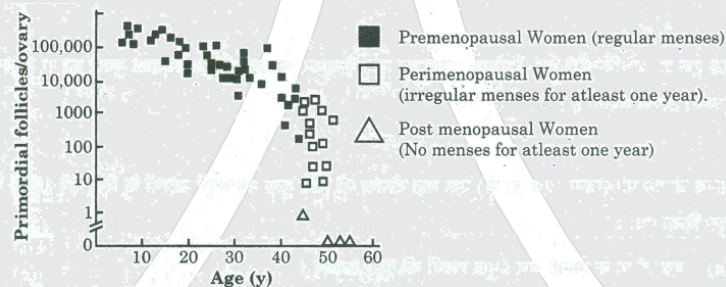 Primordial follicles/ovary
100,000
10,000
1000
100
10
1
0
10 20 30 40 50 60
Age (y)
Premenopausal Women (regular menses)
Perimenopausal Women
(irregular menses for atleast one year).
Post menopausal Women
(No menses for atleast one year)